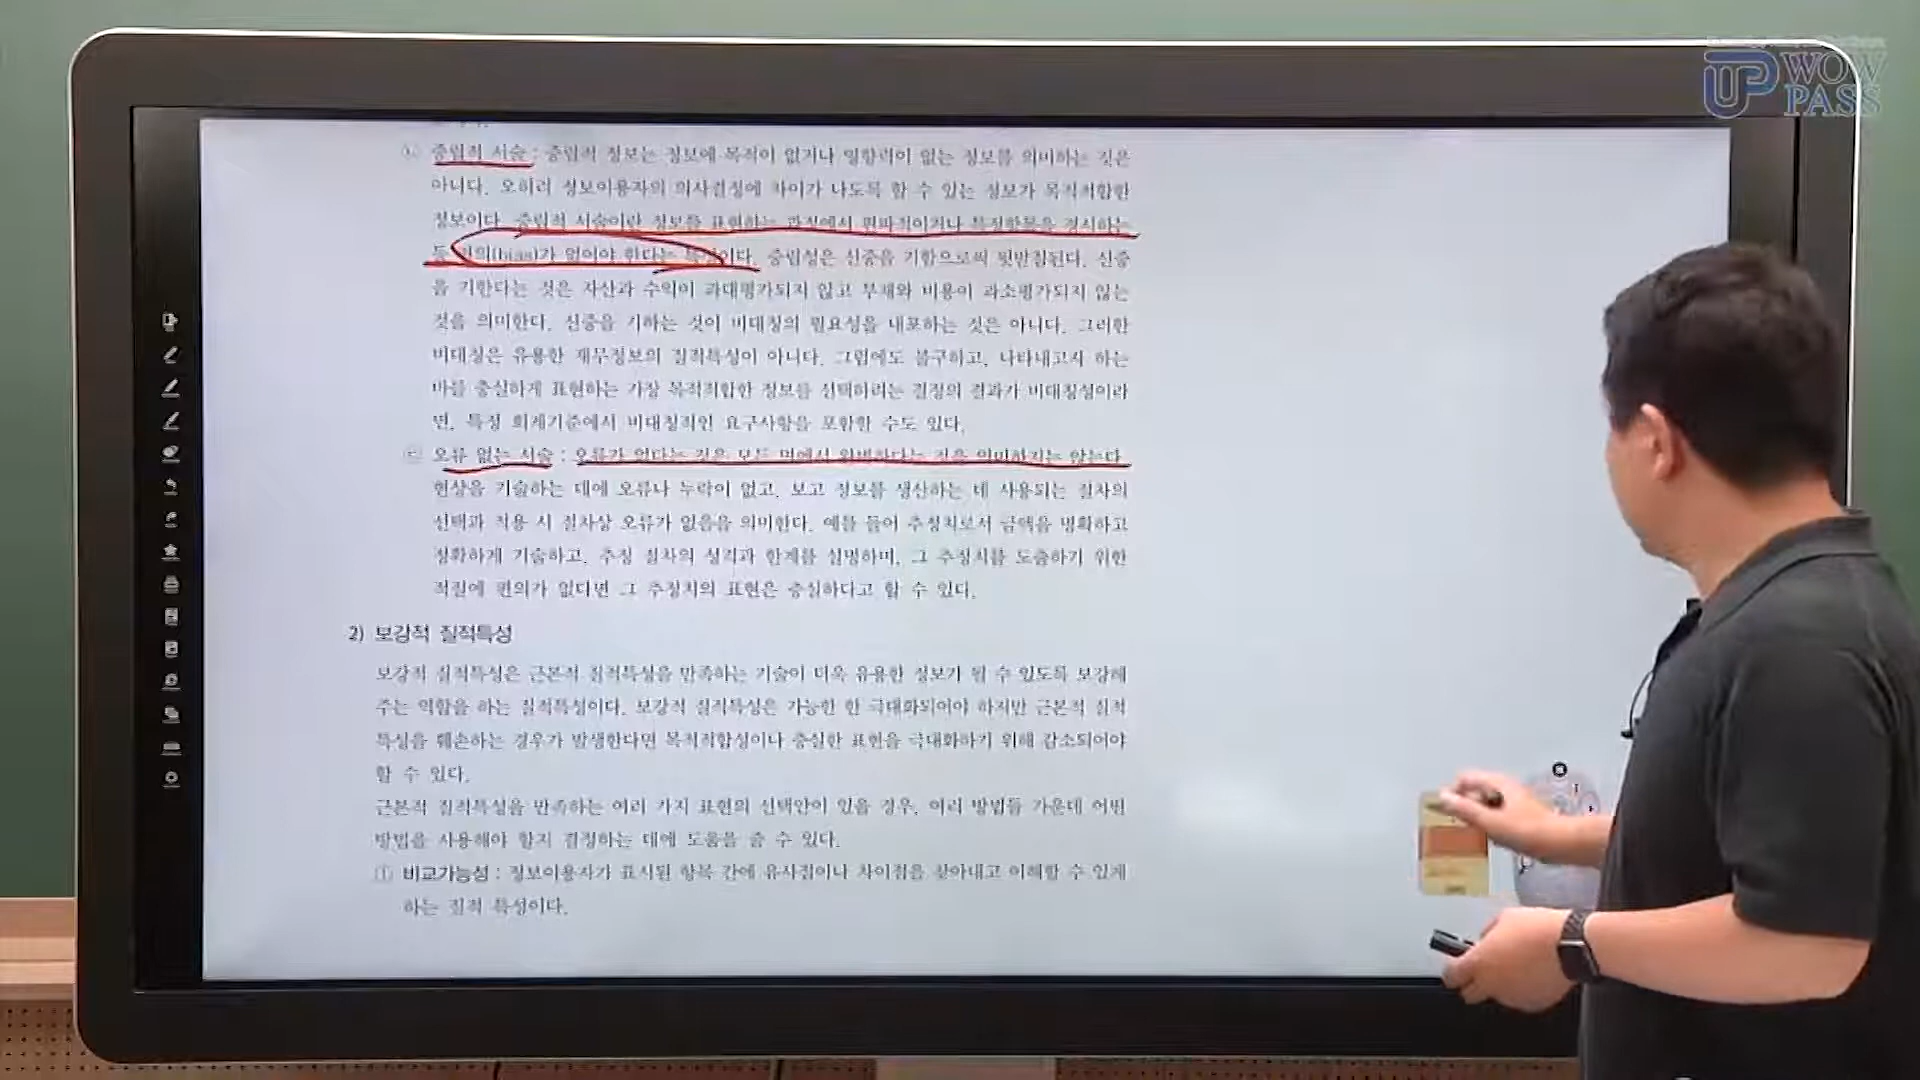 WOW
PASS
UP
㉡ 중립적 서술 : 중립적 정보는 정보에 목적이 없거나 영향력이 없는 정보를 의미하는 것은
아니다. 오히려 정보이용자의 의사결정에 차이가 나도록 할 수 있는 정보가 목적적합한
정보이다. 중립적 서술이란 정보를 표현하는 과정에서 편파적이거나 특정항목을 경시하는
등 편의(bias)가 없어야 한다는 특성이다. 중립성은 신중을 기함으로써 뒷받침된다. 신중
을 기한다는 것은 자산과 수익이 과대평가되지 않고 부채와 비용이 과소평가되지 않는
것을 의미한다. 신중을 기하는 것이 비대칭의 필요성을 내포하는 것은 아니다. 그러한
비대칭은 유용한 재무정보의 질적특성이 아니다. 그럼에도 불구하고, 나타내고자 하는
바를 충실하게 표현하는 가장 목적적합한 정보를 선택하려는 결정의 결과가 비대칭성이라
면, 특정 회계기준에서 비대칭적인 요구사항을 포함할 수도 있다.
㉢ 오류 없는 서술 : 오류가 없다는 것은 모든 면에서 완벽하다는 것을 의미하지는 않는다.
현상을 기술하는 데에 오류나 누락이 없고, 보고 정보를 생산하는 데 사용되는 절차의
선택과 적용 시 절차상 오류가 없음을 의미한다. 예를 들어 추정치로서 금액을 명확하고
정확하게 기술하고, 추정 절차의 성격과 한계를 설명하며, 그 추정치를 도출하기 위한
적절에 편의가 없다면 그 추정치의 표현은 충실하다고 할 수 있다.
2) 보강적 질적특성
보강적 질적특성은 근본적 질적특성을 만족하는 기술이 더욱 유용한 정보가 될 수 있도록 보강해
주는 역할을 하는 질적특성이다. 보강적 질적특성은 가능한 한 극대화되어야 하지만 근본적 질적
특성을 훼손하는 경우가 발생한다면 목적적합성이나 충실한 표현을 극대화하기 위해 감소되어야
할 수 있다.
근본적 질적특성을 만족하는 여러 가지 표현의 선택안이 있을 경우, 여러 방법들 가운데 어떤
방법을 사용해야 할지 결정하는 데에 도움을 줄 수 있다.
① 비교가능성 : 정보이용자가 표시된 항목 간에 유사점이나 차이점을 찾아내고 이해할 수 있게
하는 질적 특성이다.